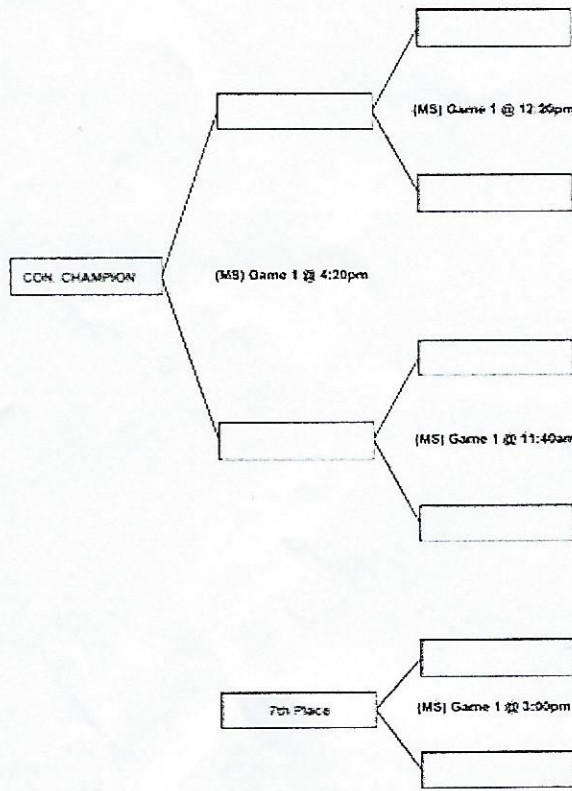 (MS) Game 1 @ 12:20pm
CON. CHAMPION
(MS) Game 1 @ 4:20pm
(MS) Game 1 @ 11:40am
7th Place
(MS) Game 1 @ 3:00pm